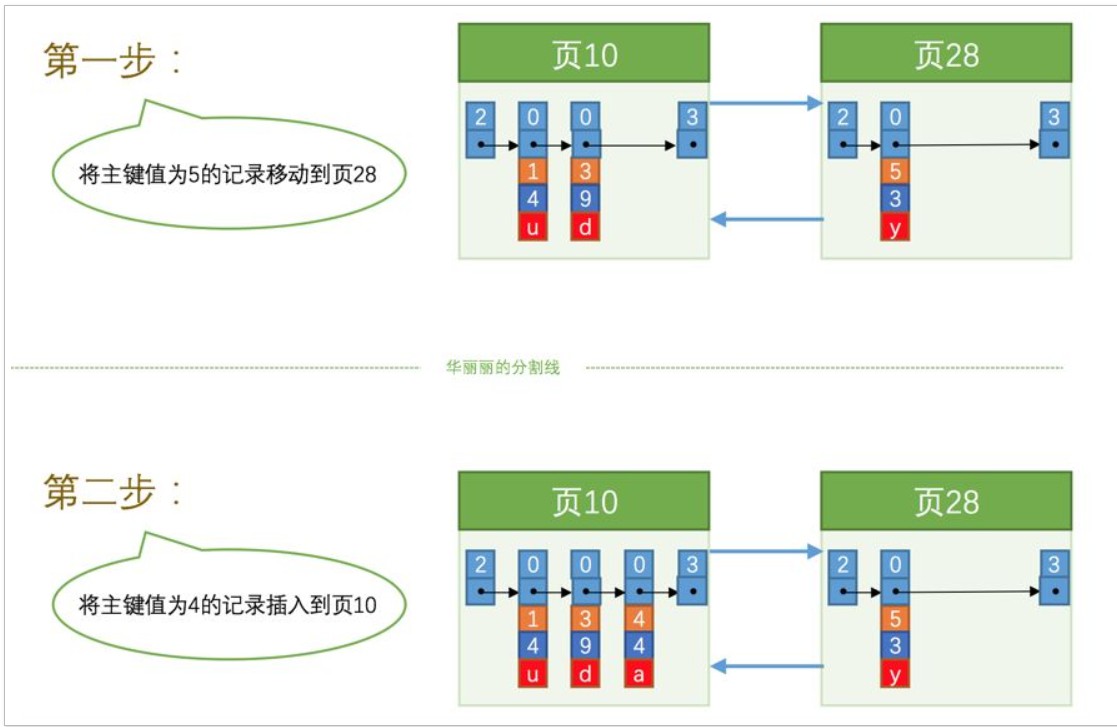 第一步：
将主键值为5的记录移动到页28
页10
页28
2 0 0 3
1 3
4 9
u d
2 0 3
5
3
y
华丽丽的分割线
第二步：
将主键值为4的记录插入到页10
页10
页28
2 0 0 0 3
1 3 4
4 9 4
u d a
2 0 3
5
3
y